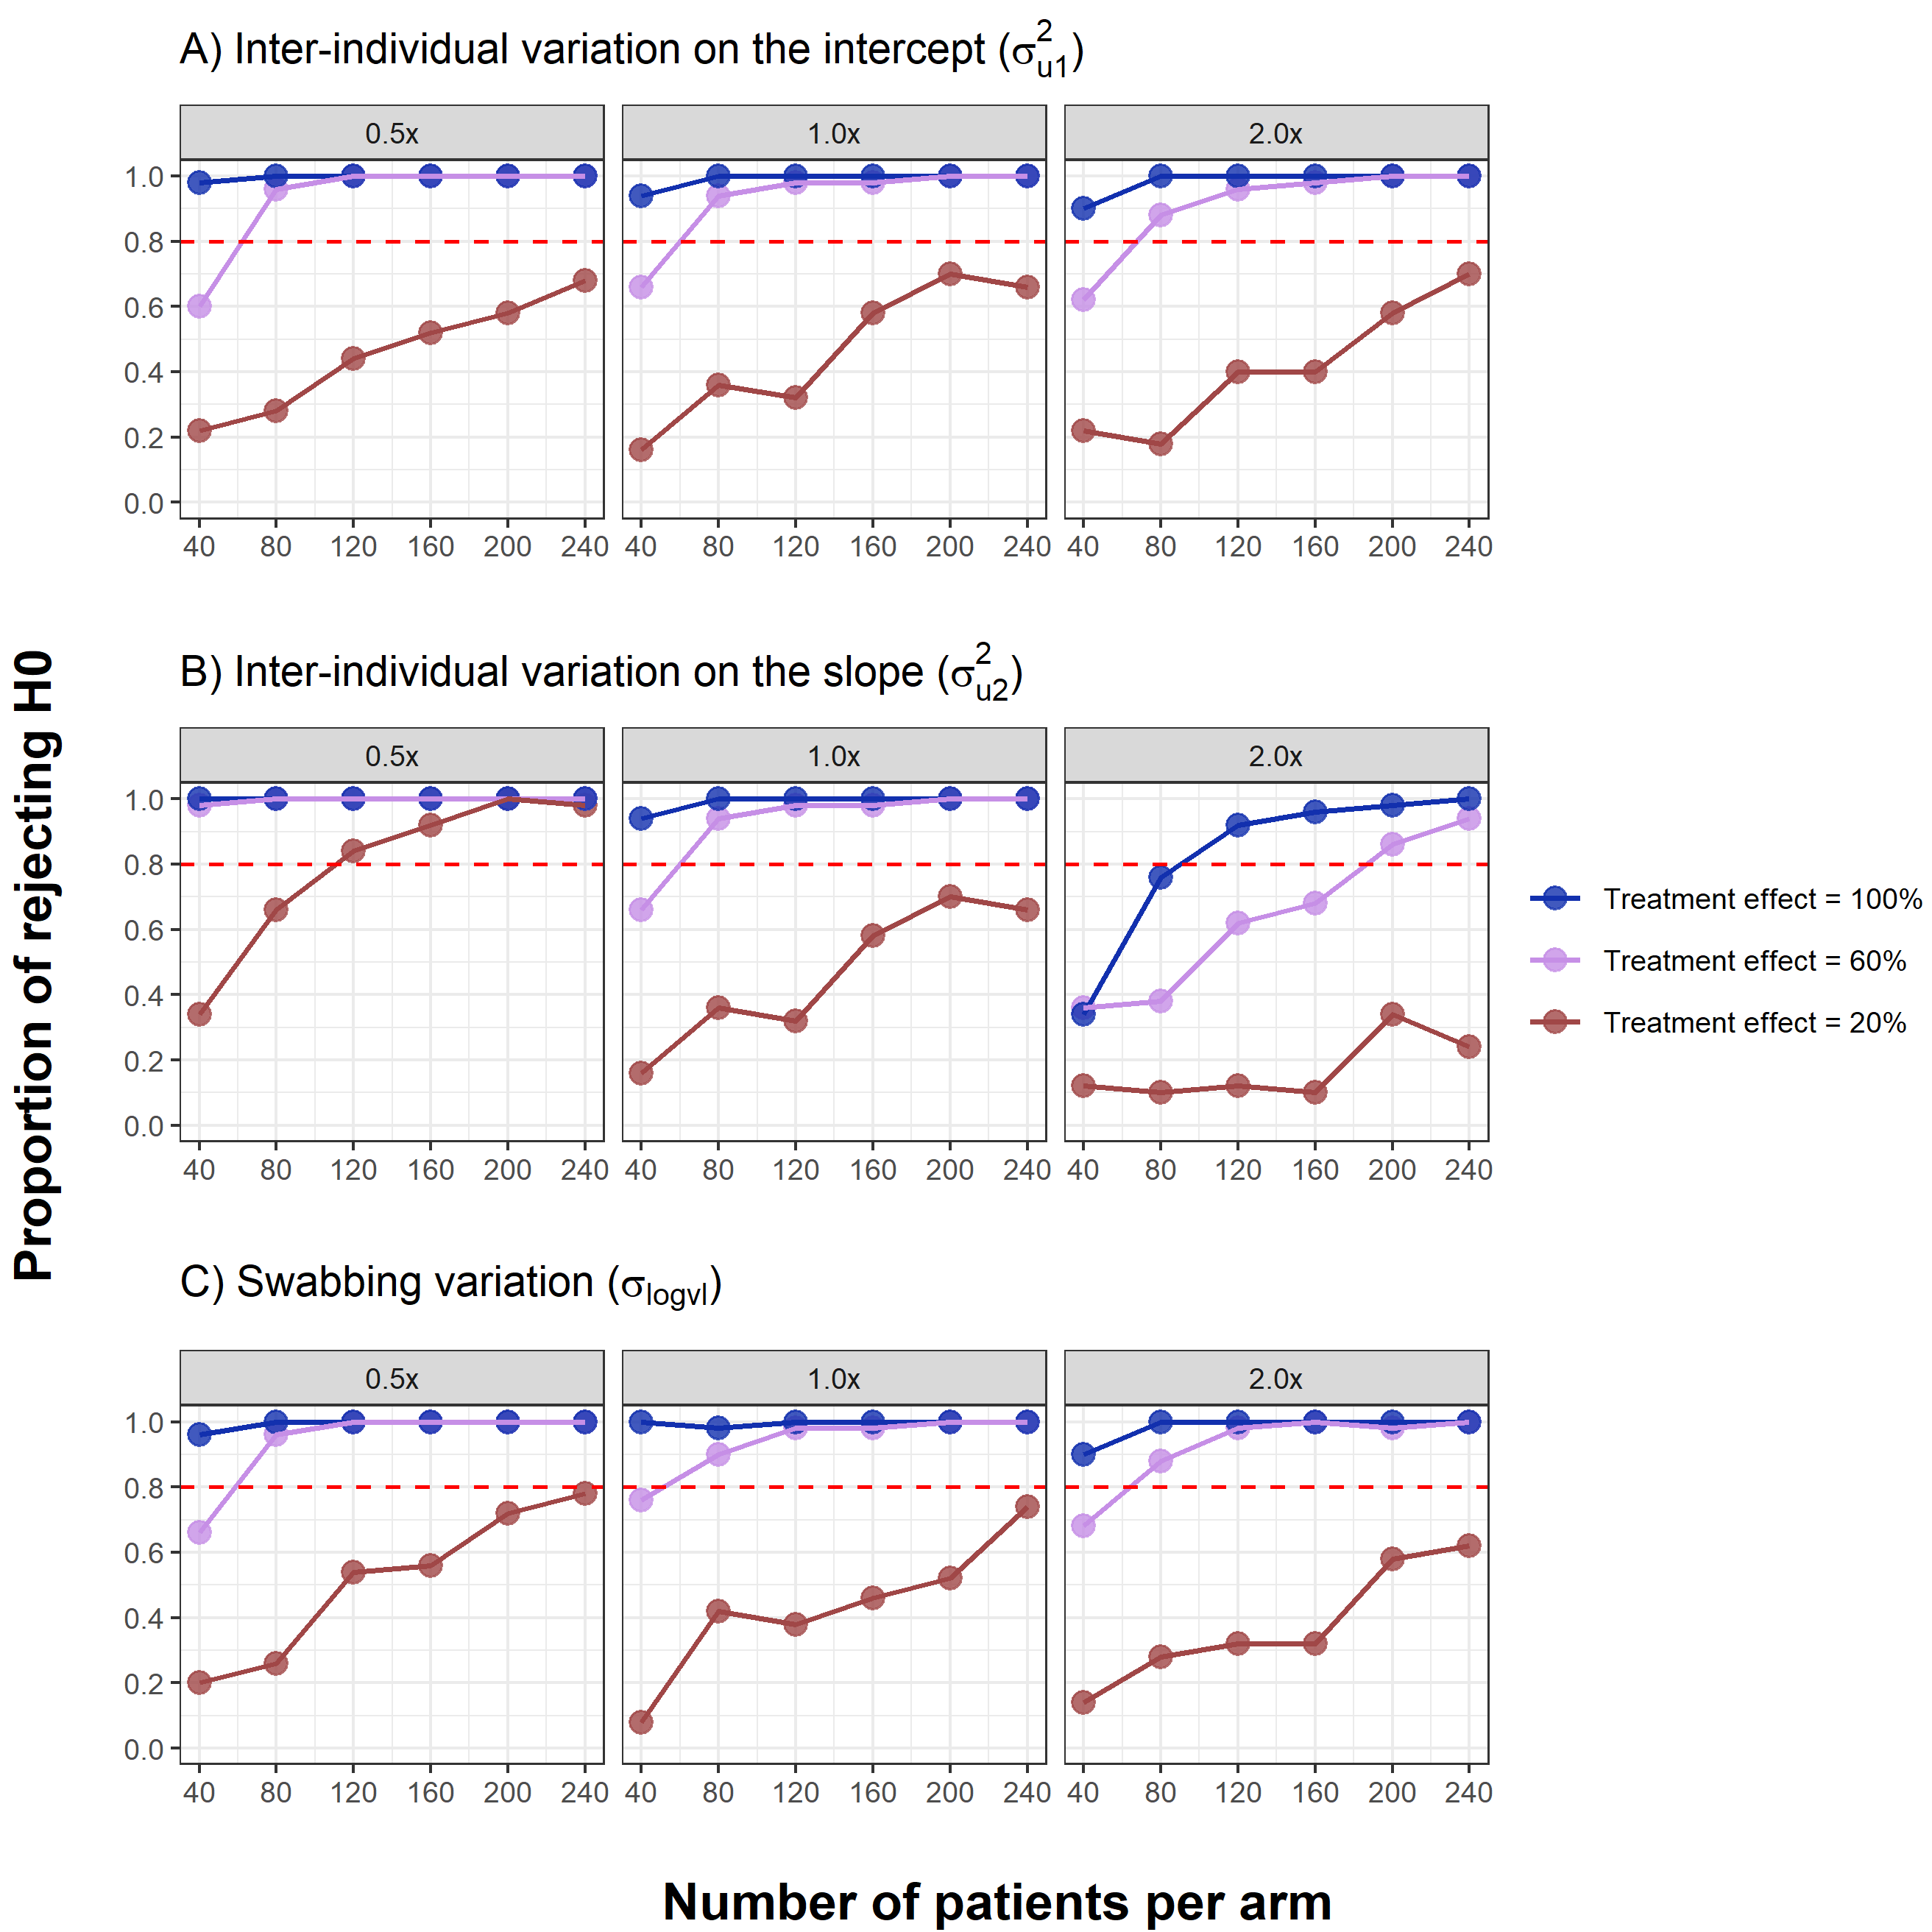 A) Inter-individual variation on the intercept (σ²u1)
0.5x 1.0x 2.0x
1.0
0.8
0.6
0.4
0.2
0.0
40 80 120 160 200 240 40 80 120 160 200 240 40 80 120 160 200 240
Proportion of rejecting H0
B) Inter-individual variation on the slope (σ²u2)
0.5x 1.0x 2.0x
1.0
0.8
0.6
0.4
0.2
0.0
40 80 120 160 200 240 40 80 120 160 200 240 40 80 120 160 200 240
Treatment effect = 100%
Treatment effect = 60%
Treatment effect = 20%
C) Swabbing variation (σlogvl)
0.5x 1.0x 2.0x
1.0
0.8
0.6
0.4
0.2
0.0
40 80 120 160 200 240 40 80 120 160 200 240 40 80 120 160 200 240
Number of patients per arm